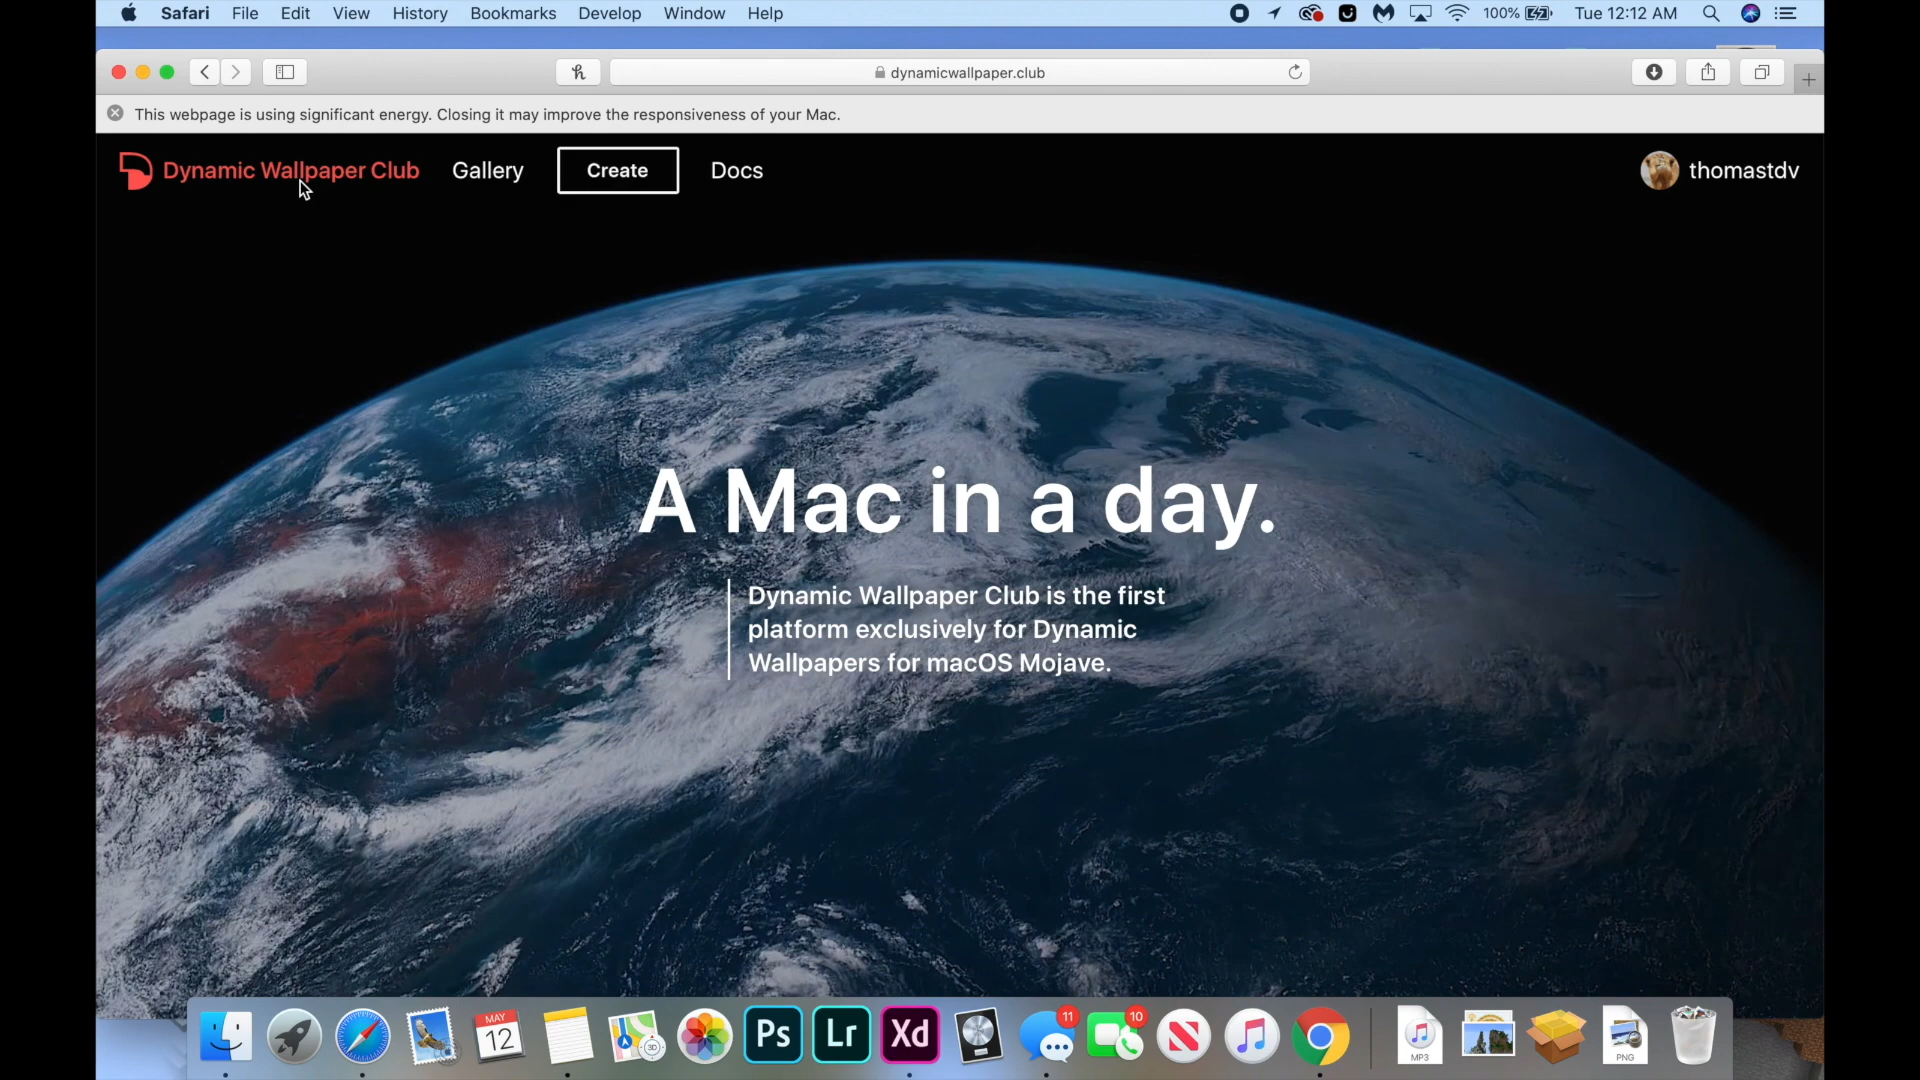 Safari File Edit View History Bookmarks Develop Window Help 100% Tue 12:12 AM
dynamicwallpaper.club
This webpage is using significant energy. Closing it may improve the responsiveness of your Mac.
Dynamic Wallpaper Club Gallery Create Docs thomastdv
A Mac in a day.
Dynamic Wallpaper Club is the first
platform exclusively for Dynamic
Wallpapers for macOS Mojave.
MAY
12
3D
Ps
Lr
Xd
11
10
MP3
PNG